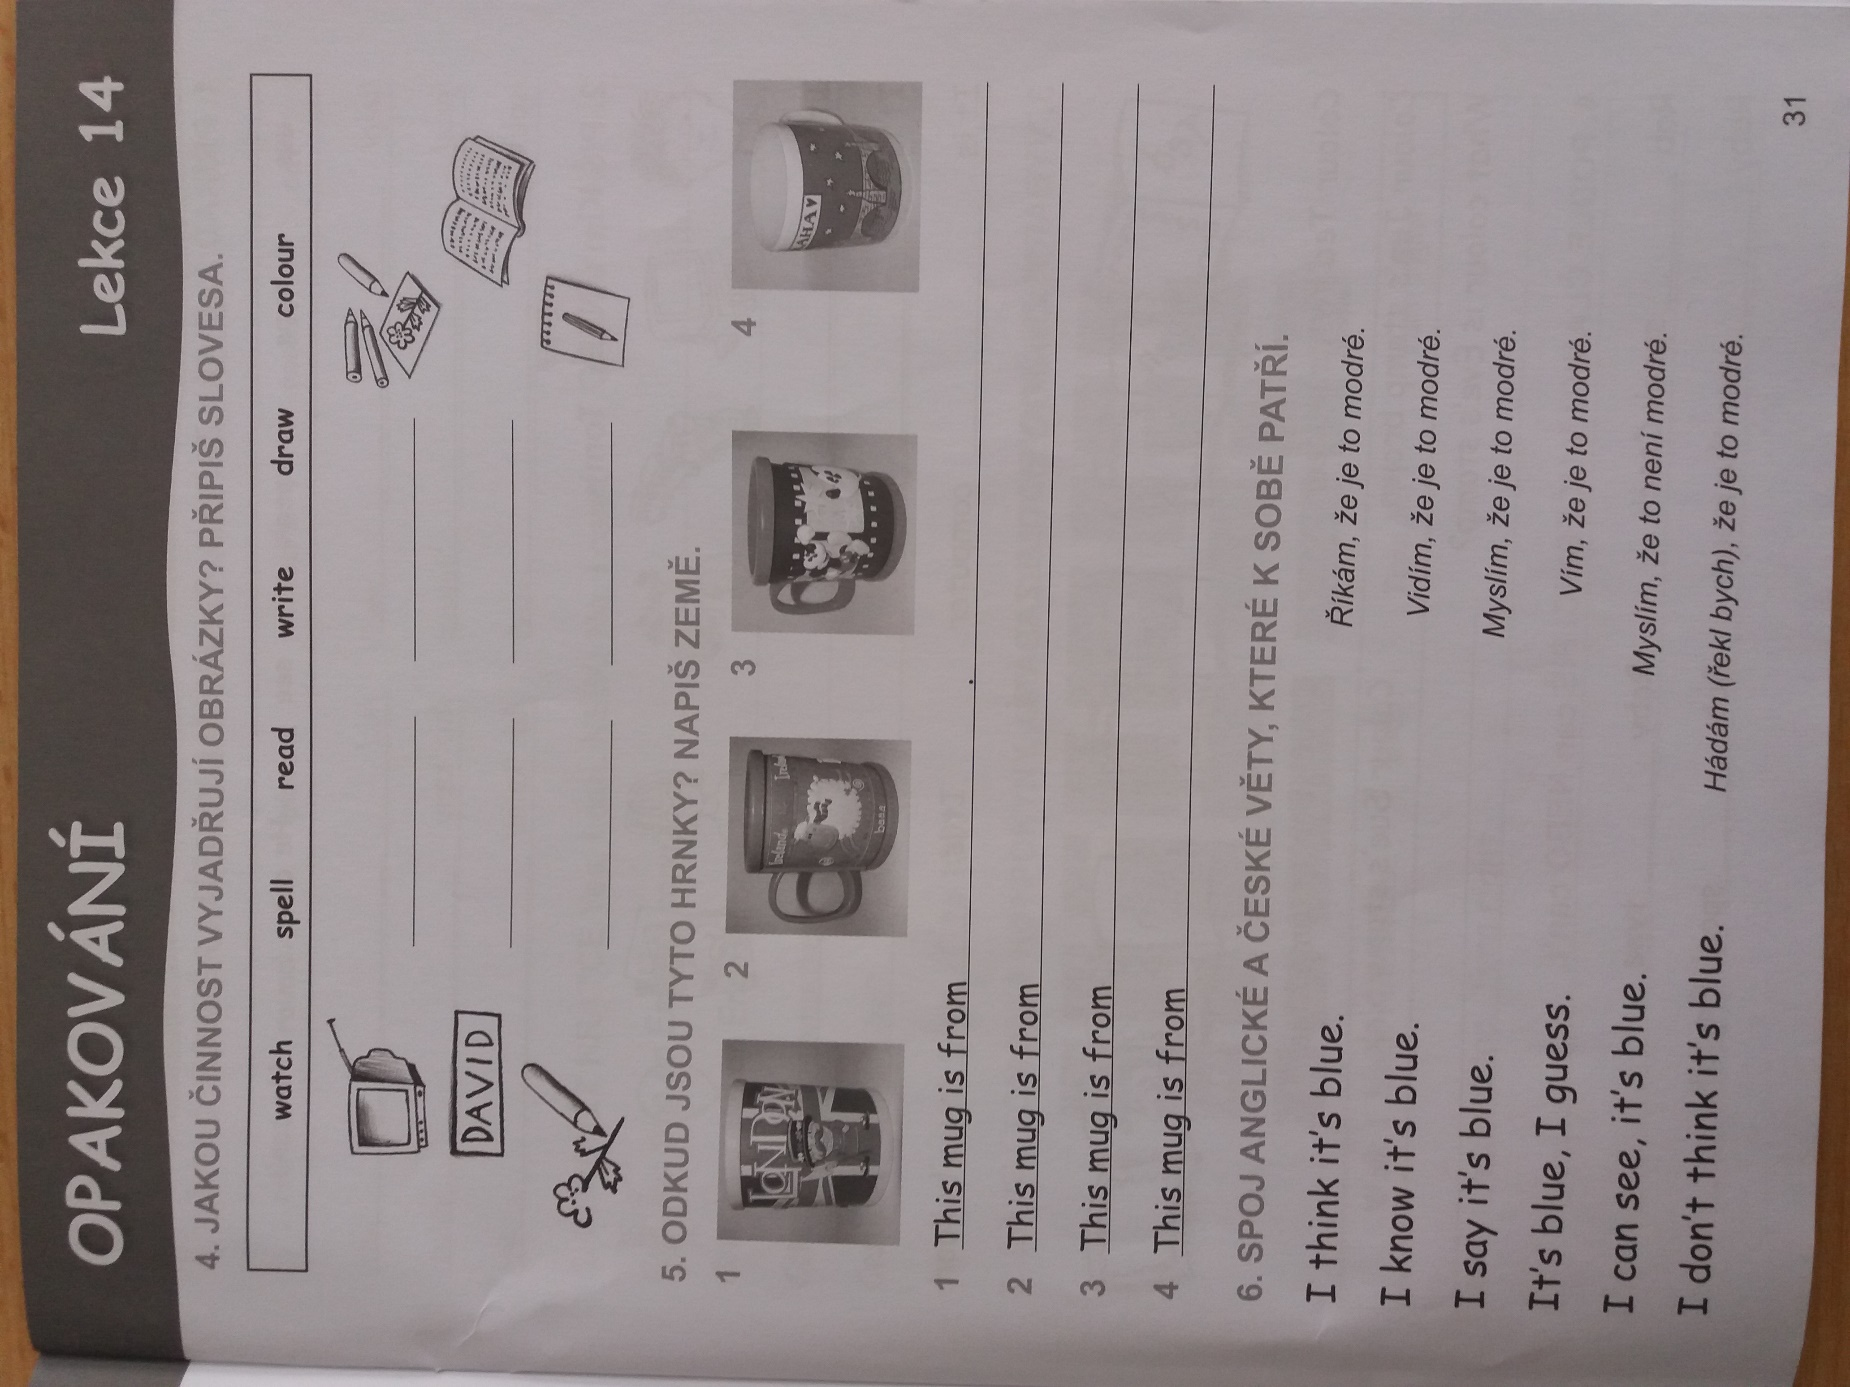 OPAKOVÁNÍ Lekce 14
4. JAKOU ČINNOST VYJADŘUJÍ OBRÁZKY? PŘIPIŠ SLOVESA.
watch spell read write draw colour
DAVID
5. ODKUD JSOU TYTO HRNKY? NAPIŠ ZEMĚ.
1 2 3 4
LONDON
Ireland
baaa
AHA
1 This mug is from
2 This mug is from
3 This mug is from
4 This mug is from
6. SPOJ ANGLICKÉ A ČESKÉ VĚTY, KTERÉ K SOBĚ PATŘÍ.
I think it's blue. Říkám, že je to modré.
I know it's blue. Vidím, že je to modré.
I say it's blue. Myslím, že je to modré.
It's blue, I guess. Vím, že je to modré.
I can see, it's blue. Myslím, že to není modré.
I don't think it's blue. Hádám (řekl bych), že je to modré.
31